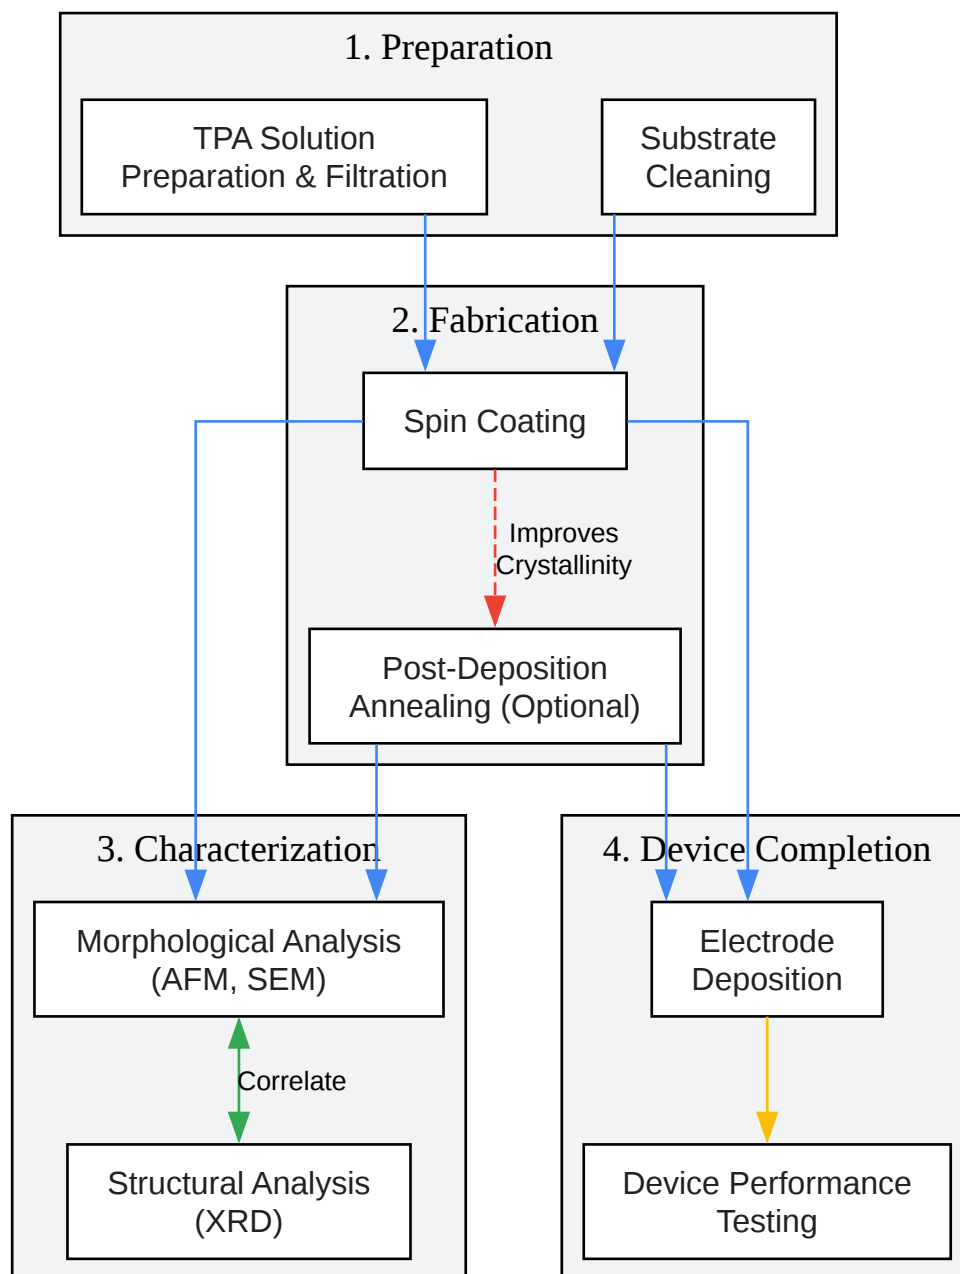 1. Preparation
TPA Solution
Preparation & Filtration
Substrate
Cleaning
2. Fabrication
Spin Coating
Improves
Crystallinity
Post-Deposition
Annealing (Optional)
3. Characterization
Morphological Analysis
(AFM, SEM)
Correlate
Structural Analysis
(XRD)
4. Device Completion
Electrode
Deposition
Device Performance
Testing